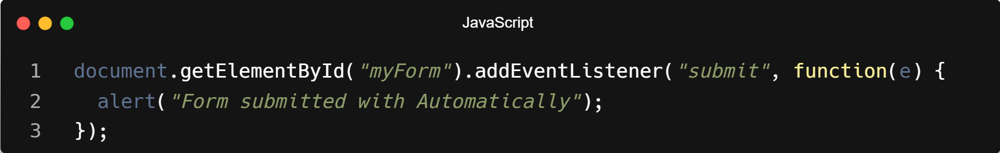 JavaScript
1 document.getElementById("myForm").addEventListener("submit", function(e) {
2   alert("Form submitted with Automatically");
3 });